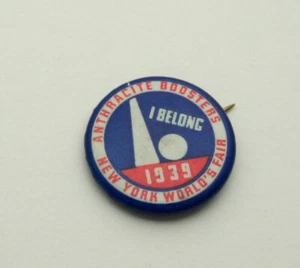 ANTHRACITE BOOSTERS
I BELONG
1939
NEW YORK WORLD'S FAIR